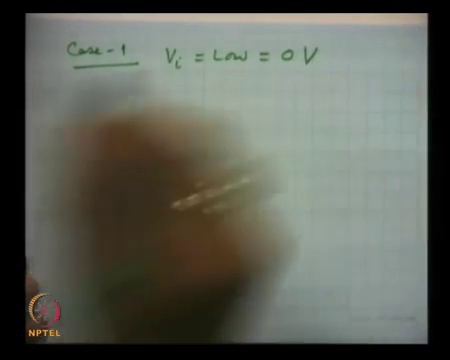 Case-1 Vi = Low = 0 V
NPTEL